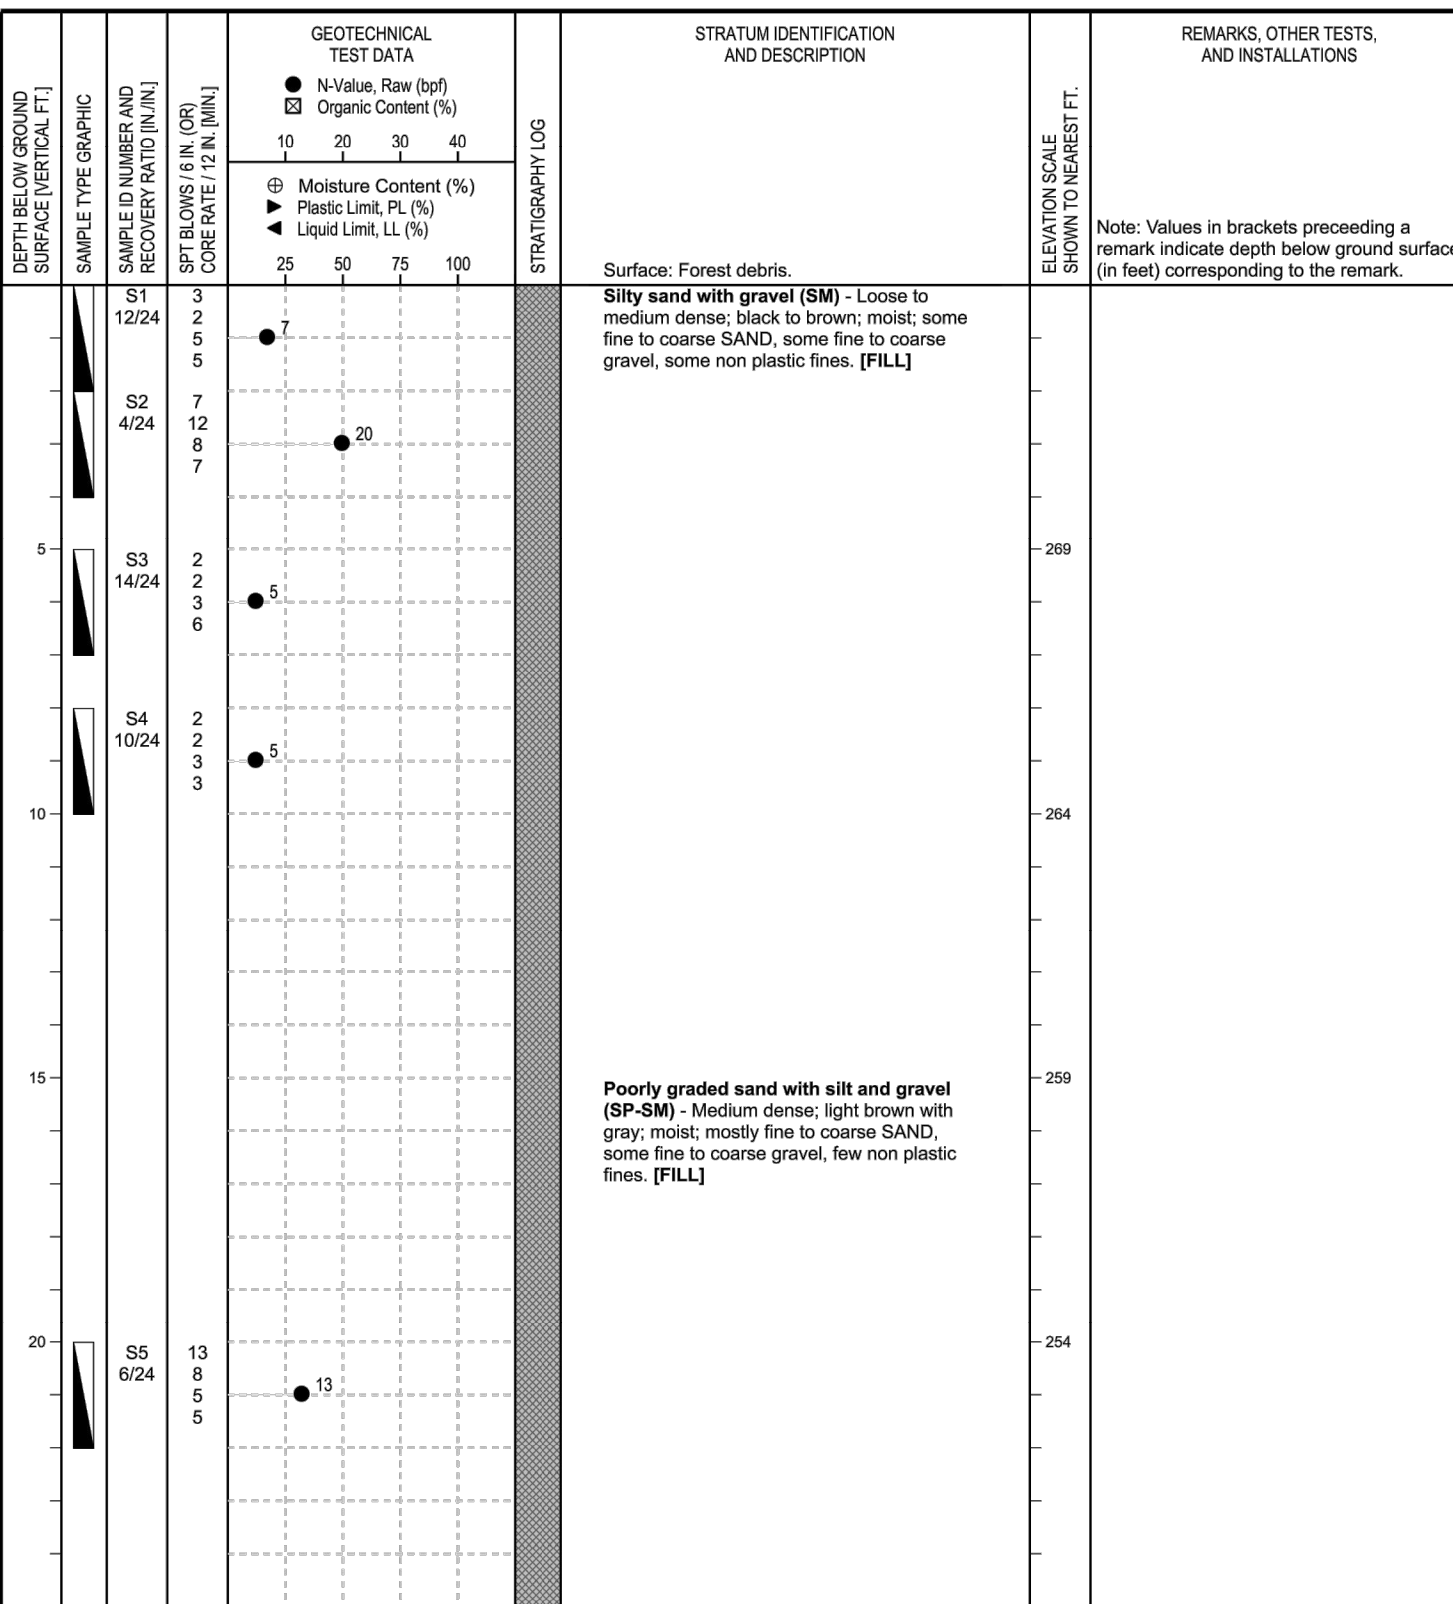 DEPTH BELOW GROUND
SURFACE [VERTICAL FT.]
SAMPLE TYPE GRAPHIC
SAMPLE ID NUMBER AND
RECOVERY RATIO [IN./IN.]
SPT BLOWS / 6 IN. (OR)
CORE RATE / 12 IN. [MIN.]
GEOTECHNICAL
TEST DATA
N-Value, Raw (bpf)
Organic Content (%)
10 20 30 40
Moisture Content (%)
Plastic Limit, PL (%)
Liquid Limit, LL (%)
25 50 75 100
STRATIGRAPHY LOG
STRATUM IDENTIFICATION
AND DESCRIPTION
Surface: Forest debris.
ELEVATION SCALE
SHOWN TO NEAREST FT.
REMARKS, OTHER TESTS,
AND INSTALLATIONS
Note: Values in brackets preceeding a
remark indicate depth below ground surface
(in feet) corresponding to the remark.
S1
12/24
3
2
5
5
7
Silty sand with gravel (SM) - Loose to
medium dense; black to brown; moist; some
fine to coarse SAND, some fine to coarse
gravel, some non plastic fines. [FILL]
S2
4/24
7
12
8
7
20
5
S3
14/24
2
2
3
6
5
269
S4
10/24
2
2
3
3
5
10
264
15
Poorly graded sand with silt and gravel
(SP-SM) - Medium dense; light brown with
gray; moist; mostly fine to coarse SAND,
some fine to coarse gravel, few non plastic
fines. [FILL]
259
20
S5
6/24
13
8
5
5
13
254